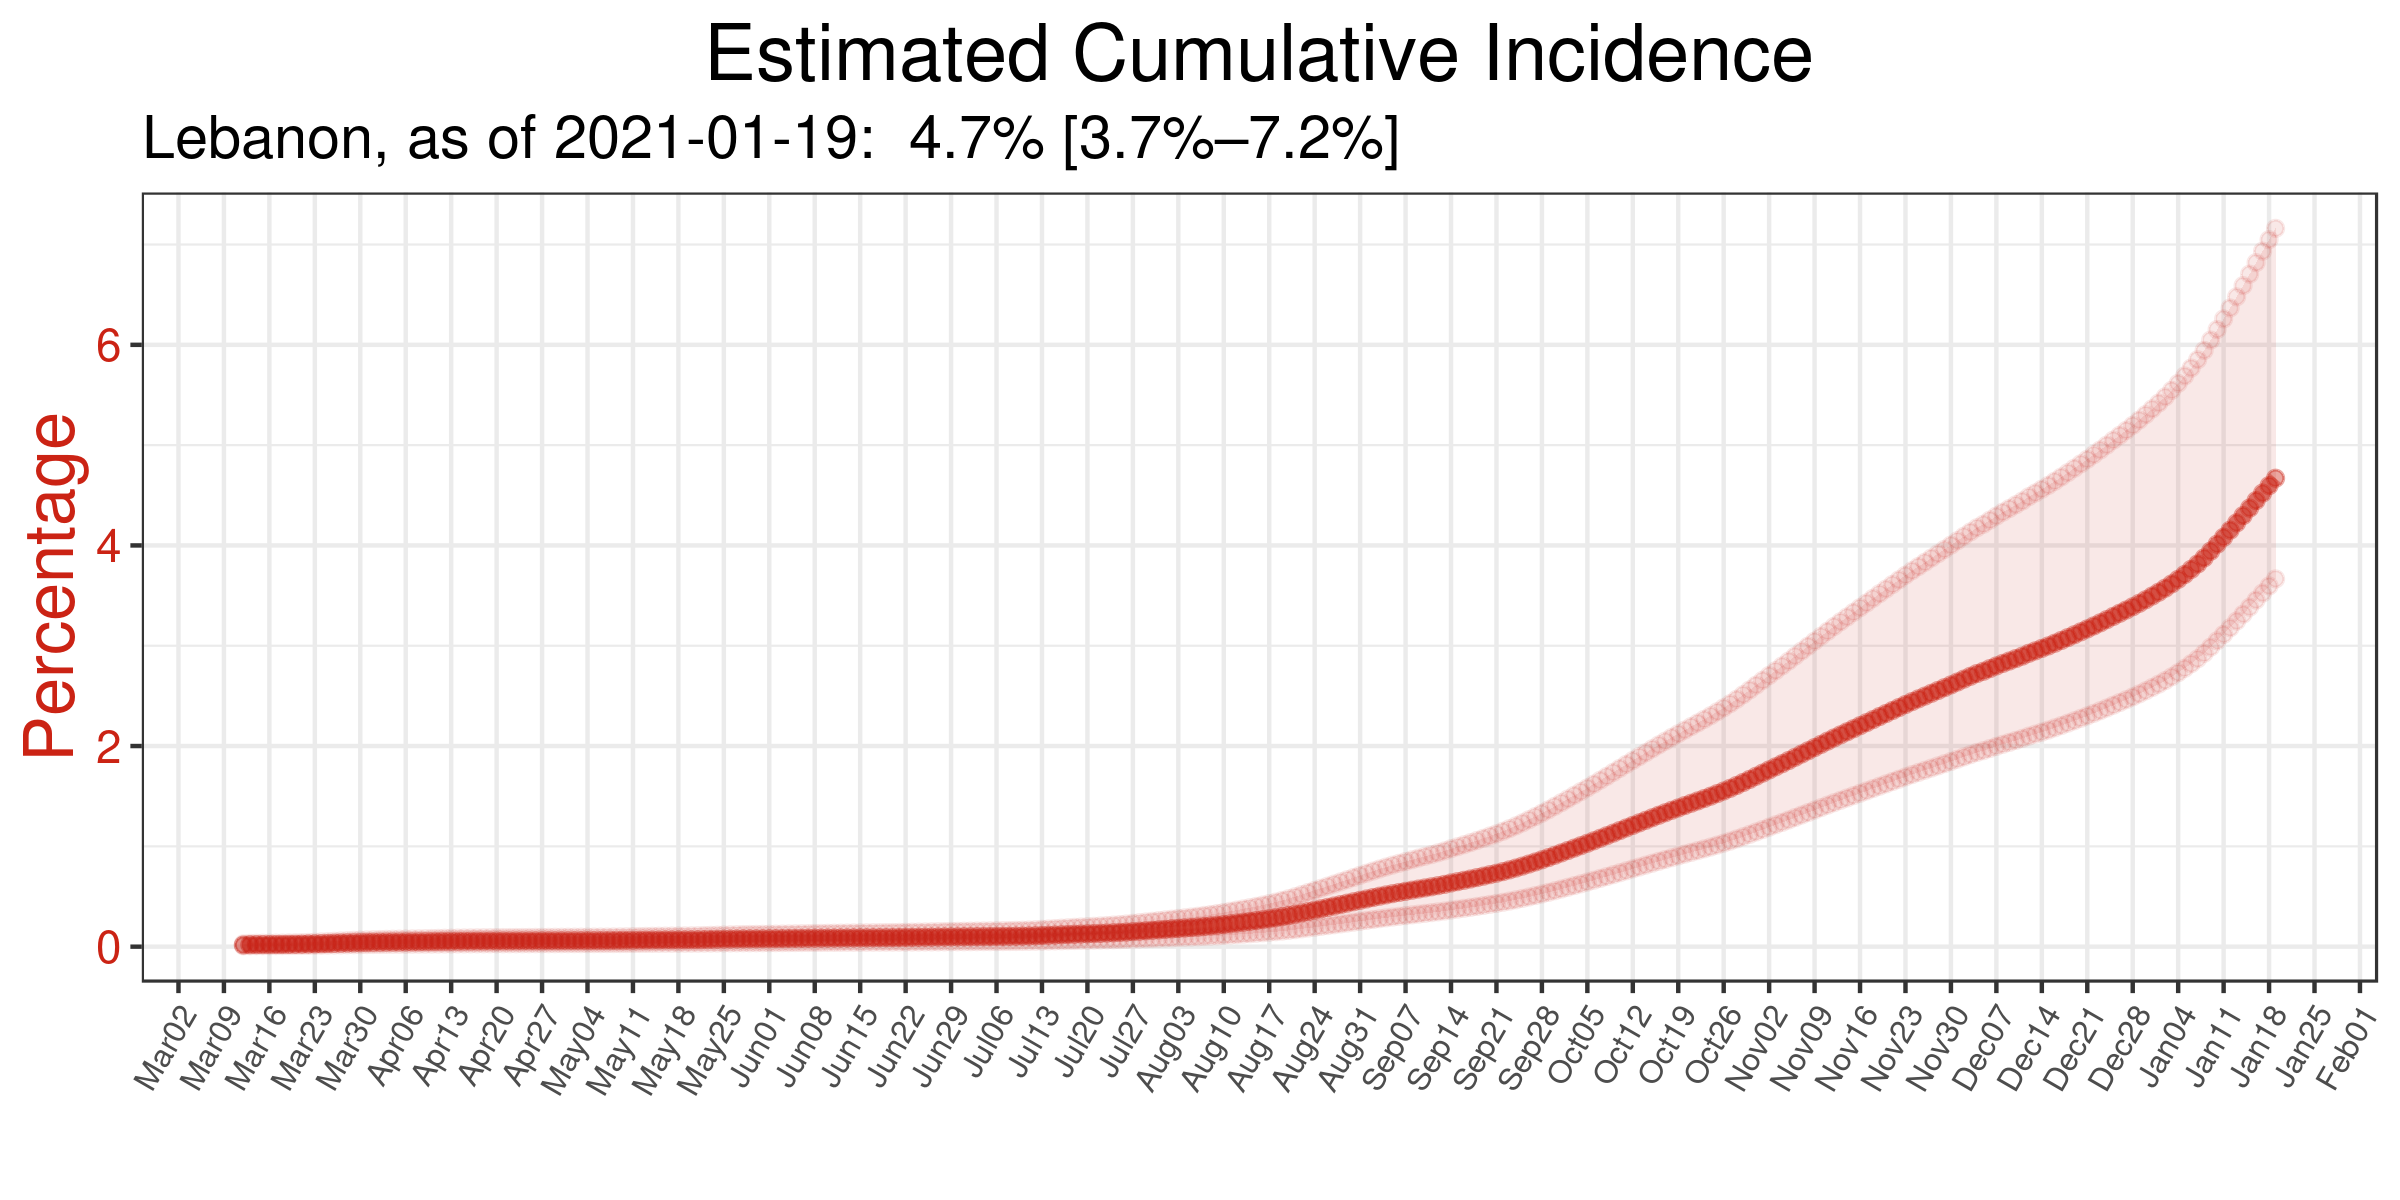 Estimated Cumulative Incidence
Lebanon, as of 2021-01-19:  4.7% [3.7%–7.2%]
Percentage
6
4
2
0
Mar02
Mar09
Mar16
Mar23
Mar30
Apr06
Apr13
Apr20
Apr27
May04
May11
May18
May25
Jun01
Jun08
Jun15
Jun22
Jun29
Jul06
Jul13
Jul20
Jul27
Aug03
Aug10
Aug17
Aug24
Aug31
Sep07
Sep14
Sep21
Sep28
Oct05
Oct12
Oct19
Oct26
Nov02
Nov09
Nov16
Nov23
Nov30
Dec07
Dec14
Dec21
Dec28
Jan04
Jan11
Jan18
Jan25
Feb01